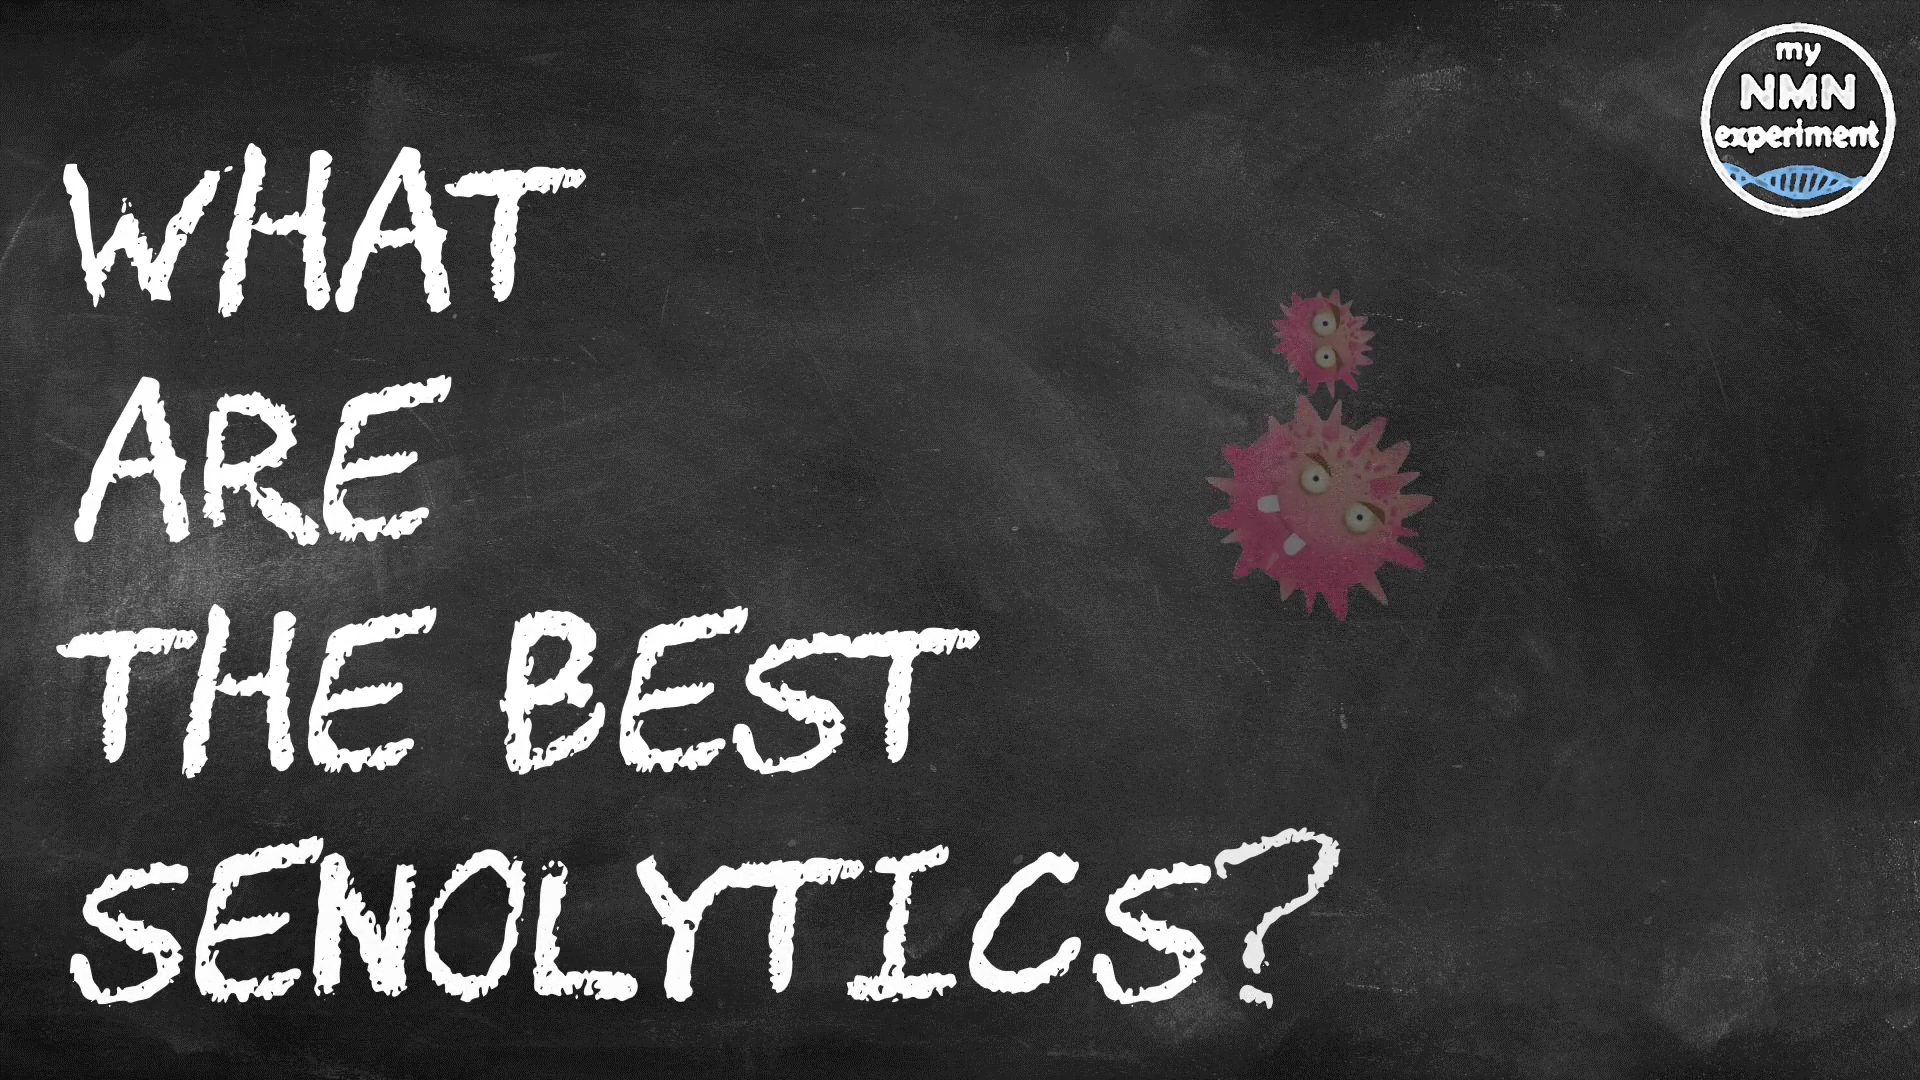 my
NMN
experiment
WHAT
ARE
THE BEST
SENOLYTICS?